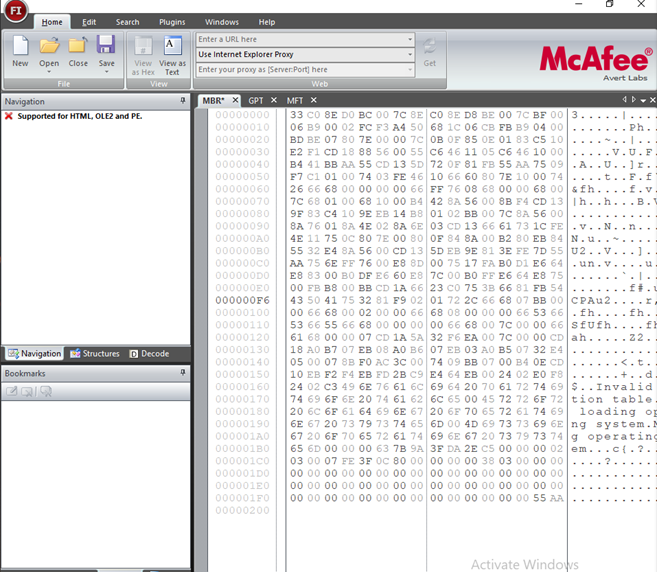 FI
Home Edit Search Plugins Windows Help
New Open Close Save
View as Hex
View as Text
Enter a URL here
Use Internet Explorer Proxy
Enter your proxy as [Server:Port] here
Get
File View Web
McAfee®
Avert Labs
Navigation
Supported for HTML, OLE2 and PE.
Navigation Structures Decode
Bookmarks
MBR* GPT MFT
00000000 33 C0 8E D0 BC 00 7C 8E C0 8E D8 BE 00 7C BF 00 3.....|.
00000010 06 B9 00 02 FC F3 A4 50 68 1C 06 CB FB B9 04 00 .......Ph
00000020 BD BE 07 80 7E 00 00 7C 0B 0F 85 0E 01 83 C5 10 ....~..|.
00000030 E2 F1 CD 18 88 56 00 55 C6 46 11 05 C6 46 10 00 .....V.U.F
00000040 B4 41 BB AA 55 CD 13 5D 72 0F 81 FB 55 AA 75 09 .A..U..]r.
00000050 F7 C1 01 00 74 03 FE 46 10 66 60 80 7E 10 00 74 ....t..F.f
00000060 26 66 68 00 00 00 00 66 FF 76 08 68 00 00 68 00 &fh....f.v
00000070 7C 68 01 00 68 10 00 B4 42 8A 56 00 8B F4 CD 13 |h..h...B.V
00000080 9F 83 C4 10 9E EB 14 B8 01 02 BB 00 7C 8A 56 00
00000090 8A 76 01 8A 4E 02 8A 6E 03 CD 13 66 61 73 1C FE .v..N..n
000000A0 4E 11 75 0C 80 7E 00 80 0F 84 8A 00 B2 80 EB 84 N.u..~..
000000B0 55 32 E4 8A 56 00 CD 13 5D EB 9E 81 3E FE 7D 55 U2..V...]
000000C0 AA 75 6E FF 76 00 E8 8D 00 75 17 FA B0 D1 E6 64 .un.v....u
000000D0 E8 83 00 B0 DF E6 60 E8 7C 00 B0 FF E6 64 E8 75 ......`.|.
000000E0 00 FB B8 00 BB CD 1A 66 23 C0 75 3B 66 81 FB 54 .......f#.u
000000F6 43 50 41 75 32 81 F9 02 01 72 2C 66 68 07 BB 00 CPAu2....r,
00000100 00 66 68 00 02 00 00 66 68 08 00 00 00 66 53 66 .fh....fh.
00000110 53 66 55 66 68 00 00 00 00 66 68 00 7C 00 00 66 SfUfh....fh
00000120 61 68 00 00 07 CD 1A 5A 32 F6 EA 00 7C 00 00 CD ah.....Z2...
00000130 18 A0 B7 07 EB 08 A0 B6 07 EB 03 A0 B5 07 32 E4
00000140 05 00 07 8B F0 AC 3C 00 74 09 BB 07 00 B4 0E CD ......<.t.
00000150 10 EB F2 F4 EB FD 2B C9 E4 64 EB 00 24 02 E0 F8 ......+..d.
00000160 24 02 C3 49 6E 76 61 6C 69 64 20 70 61 72 74 69 $..Invalid
00000170 74 69 6F 6E 20 74 61 62 6C 65 00 45 72 72 6F 72 tion table.
00000180 20 6C 6F 61 64 69 6E 67 20 6F 70 65 72 61 74 69 loading op
00000190 6E 67 20 73 79 73 74 65 6D 00 4D 69 73 73 69 6E ng system.M
000001A0 67 20 6F 70 65 72 61 74 69 6E 67 20 73 79 73 74 g operating
000001B0 65 6D 00 00 00 63 7B 9A 3F DA 2E C5 00 00 00 02 em...c{.?..
000001C0 03 00 07 FE 3F 0C 80 00 00 00 00 38 03 00 00 00 ....?......
000001D0 00 00 00 00 00 00 00 00 00 00 00 00 00 00 00 00
000001E0 00 00 00 00 00 00 00 00 00 00 00 00 00 00 00 00
000001F0 00 00 00 00 00 00 00 00 00 00 00 00 00 00 55 AA
00000200
Activate Windows